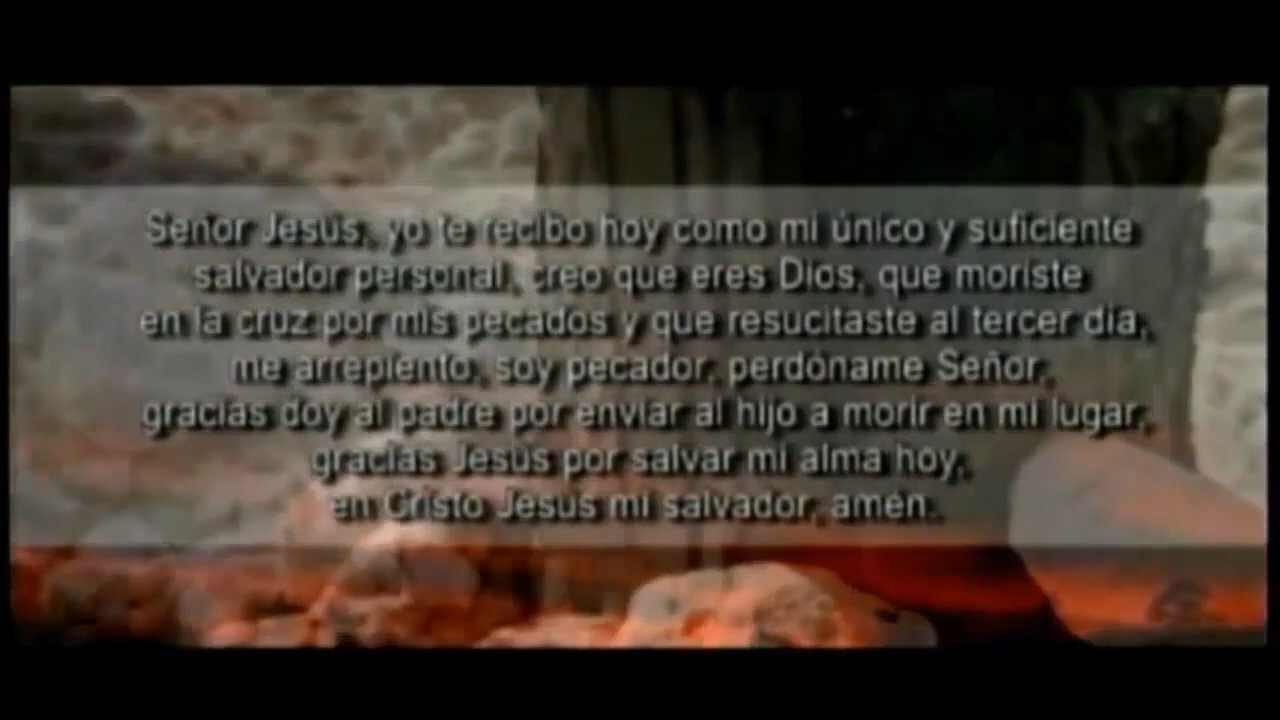 Señor Jesús, yo te recibo hoy como mi único y suficiente
salvador personal, creo que eres Dios, que moriste
en la cruz por mis pecados y que resucitaste al tercer día,
me arrepiento, soy pecador, perdóname Señor,
gracias doy al padre por enviar al hijo a morir en mi lugar,
gracias Jesús por salvar mi alma hoy,
en Cristo Jesús mi salvador, amén.